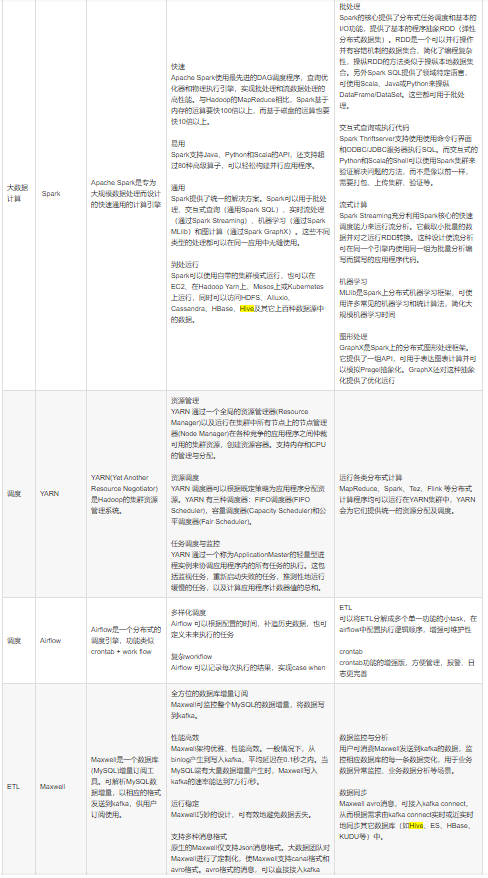 大数据
计算
Spark
Apache Spark是专为
大规模数据处理而设计
的快速通用的计算引擎
快速
Apache Spark使用最先进的DAG调度程序，查询优
化器和物理执行引擎，实现批处理和流数据处理的
高性能。与Hadoop的MapReduce相比，Spark基于
内存的运算要快100倍以上，而基于磁盘的运算也要
快10倍以上。
易用
Spark支持Java、Python和Scala的API，还支持超
过80种高级算子，可以轻松构建并行应用程序。
通用
Spark提供了统一的解决方案。Spark可以用于批处
理、交互式查询（通用Spark SQL）、实时流处理
（通过Spark Streaming）、机器学习（通过Spark
MLlib）和图计算（通过Spark GraphX）。这些不同
类型的处理都可以在同一应用中无缝使用。
到处运行
Spark可以使用自带的集群模式运行，也可以在
EC2、在Hadoop Yarn上、Mesos上或Kubernetes
上运行，同时可以访问HDFS、Alluxio、
Cassandra、HBase、Hive及其它上百种数据源中
的数据。
批处理
Spark的核心提供了分布式任务调度和基本的
I/O功能，提供了基本的程序抽象RDD（弹性
分布式数据集）。RDD是一个可以并行操作
并有容错机制的数据集合，简化了编程复杂
性，操纵RDD的方法类似于操纵本地数据集
合。另外Spark SQL提供了领域特定语言，
可使用Scala、Java或Python来操纵
DataFrame/DataSet。这些都可用于批处
理。
交互式查询或执行代码
Spark Thriftserver支持使用使用命令行界面
和ODBC/JDBC服务器执行SQL。而交互式的
Python和Scala的Shell可以使用Spark集群来
验证解决问题的方法，而不是像以前一样，
需要打包、上传集群、验证等。
流式计算
Spark Streaming充分利用Spark核心的快速
调度能力来运行流分析。它截取小批量的数
据并对之运行RDD转换。这种设计使流分析
可在同一个引擎内使用同一组为批量分析编
写而撰写的应用程序代码。
机器学习
MLlib是Spark上分布式机器学习框架，可使
用许多常见的机器学习和统计算法，简化大
规模机器学习时间
图形处理
GraphX是Spark上的分布式图形处理框架。
它提供了一组API，可用于表达图表计算并可
以模拟Pregel抽象化。GraphX还对这种抽象
化提供了优化运行
调度
YARN
YARN(Yet Another
Resource Negotiator)
是Hadoop的集群资源
管理系统。
资源管理
YARN 通过一个全局的资源管理器(Resource
Manager)以及运行在集群中所有节点上的节点管理
器(Node Manager)在各种竞争的应用程序之间仲裁
可用的集群资源，创建资源容器。支持内存和CPU
的管理与分配。
资源调度
YARN 调度器可以根据既定策略为应用程序分配资
源。YARN 有三种调度器：FIFO调度器(FIFO
Scheduler)、容量调度器(Capacity Scheduler)和公
平调度器(Fair Scheduler)。
任务调度与监控
YARN 通过一个称为ApplicationMaster的轻量型进
程实例来协调应用程序内的所有任务的执行。这包
括监视任务，重新启动失败的任务，推测性地运行
缓慢的任务，以及计算应用程序计数器值的总和。
运行各类分布式计算
MapReduce、Spark、Tez、Flink 等分布式
计算程序均可以运行在YARN集群中，YARN
会为它们提供统一的资源分配及调度。
调度
Airflow
Airflow是一个分布式的
调度引擎，功能类似
crontab + work flow
多样化调度
Airflow 可以根据配置的时间，补追历史数据，也可
定义未来执行的任务
复杂workflow
Airflow 可以记录每次执行的结果，实现case when
ETL
可以将ETL分解成多个单一功能的小task，在
airflow中配置执行逻辑顺序，增强可维护性
crontab
crontab功能的增强版，方便管理，报警、日
志更完善
ETL
Maxwell
Maxwell是一个数据库
(MySQL)增量订阅工
具。可解析MySQL数
据增量，以相应的格式
发送到kafka，供用户
订阅使用。
全方位的数据库增量订阅
Maxwell可监控整个MySQL的数据增量，将数据写
到kafka。
性能高效
Maxwell架构优雅、性能高效。一般情况下，从
binlog产生到写入kafka，平均延迟在0.1秒之内。当
MySQL端有大量数据增量产生时，Maxwell写入
kafka的速率能达到7万行/秒。
运行稳定
Maxwell巧妙的设计，可有效地避免数据丢失。
支持多种消息格式
原生的Maxwell仅支持Json消息格式。大数据团队对
Maxwell进行了定制化，使Maxwell支持canal格式和
avro格式。avro格式的消息，可以直接接入kafka
数据监控与分析
用户可消费Maxwell发送到kafka的数据，监
控相应数据库的每一条数据变化，用于业务
数据异常监控、业务数据分析等场景。
数据同步
Maxwell avro消息，可接入kafka connect，
从而根据需求由kafka connect实时或近实时
地同步其它数据库（如Hive、ES、HBase、
KUDU等）中。